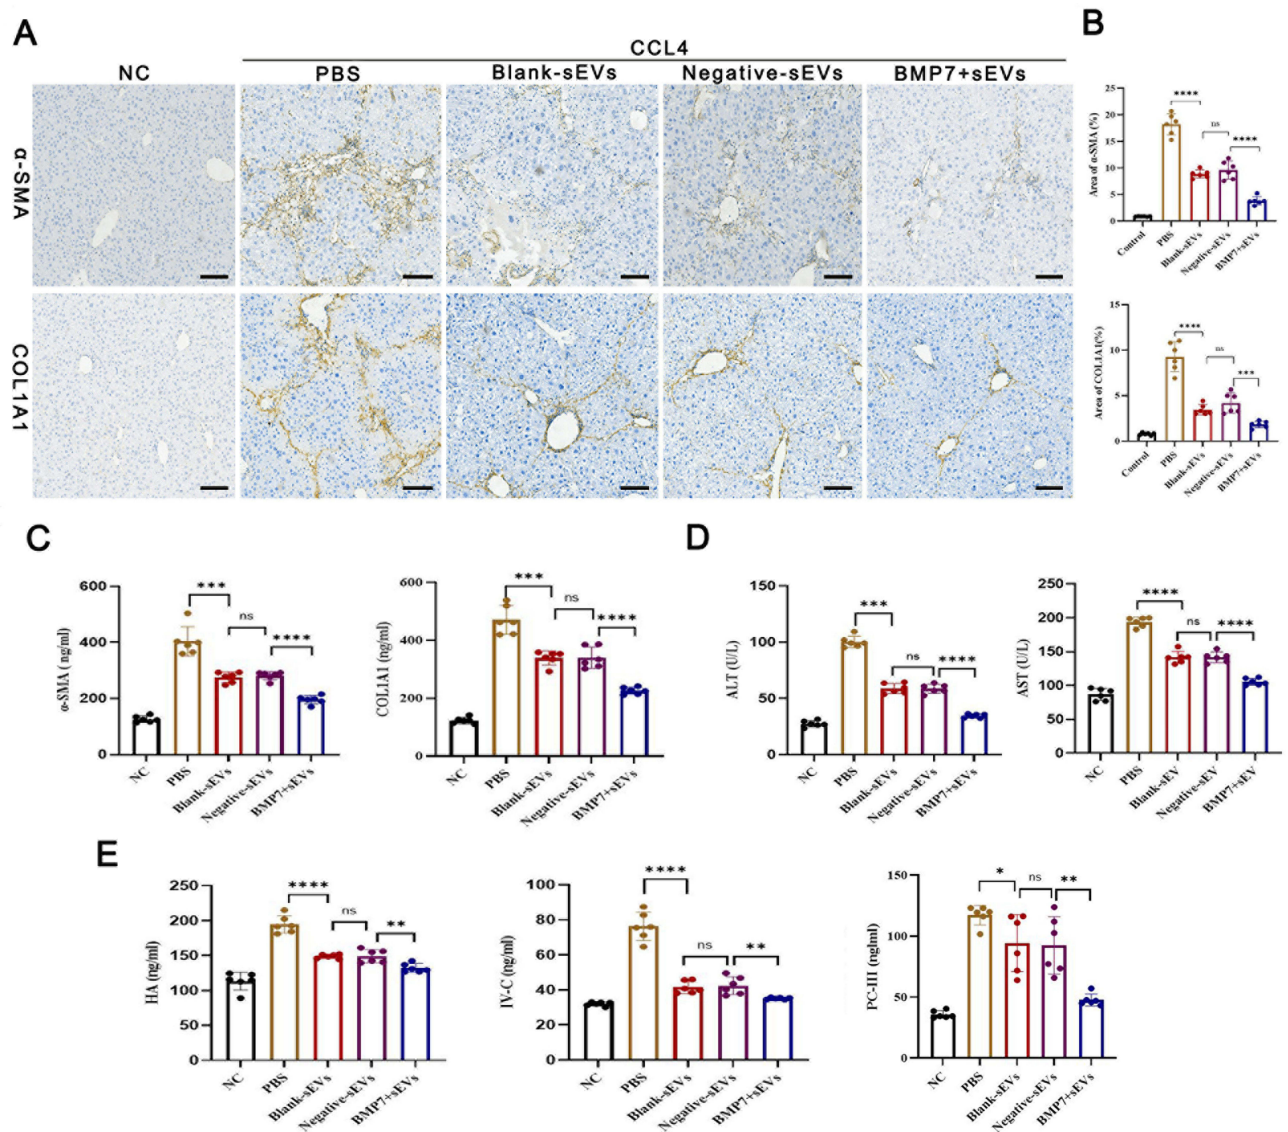 A
CCL4
NC PBS Blank-sEVs Negative-sEVs BMP7+sEVs
α-SMA
COL1A1
B
Area of α-SMA (%)
25
20
15
10
5
0
**** ns ****
Control PBS Blank-sEVs Negative-sEVs BMP7+sEVs
Area of COL1A1(%)
15
10
5
0
**** ns ***
Control PBS Blank-sEVs Negative-sEVs BMP7+sEVs
C
α-SMA ( ng/ml)
600
400
200
0
*** ns ****
NC PBS Blank-sEVs Negative-sEVs BMP7+sEVs
COL1A1 (ng/ml)
600
400
200
0
*** ns ****
NC PBS Blank-sEVs Negative-sEVs BMP7+sEVs
D
ALT (U/L)
150
100
50
0
*** ns ****
NC PBS Blank-sEVs Negative-sEVs BMP7+sEVs
AST (U/L)
250
200
150
100
50
0
**** ns ****
NC PBS Blank-sEV Negative-sEV BMP7+sEV
E
HA (ng/ml)
250
200
150
100
50
0
**** ns **
NC PBS Blank-sEVs Negative-sEVs BMP7+sEVs
IV-C (ng/ml)
100
80
60
40
20
0
**** ns **
NC PBS Blank-sEVs Negative-sEVs BMP7+sEVs
PC-III (nglml)
150
100
50
0
* ns **
NC PBS Blank-sEVs Negative-sEVs BMP7+sEVs